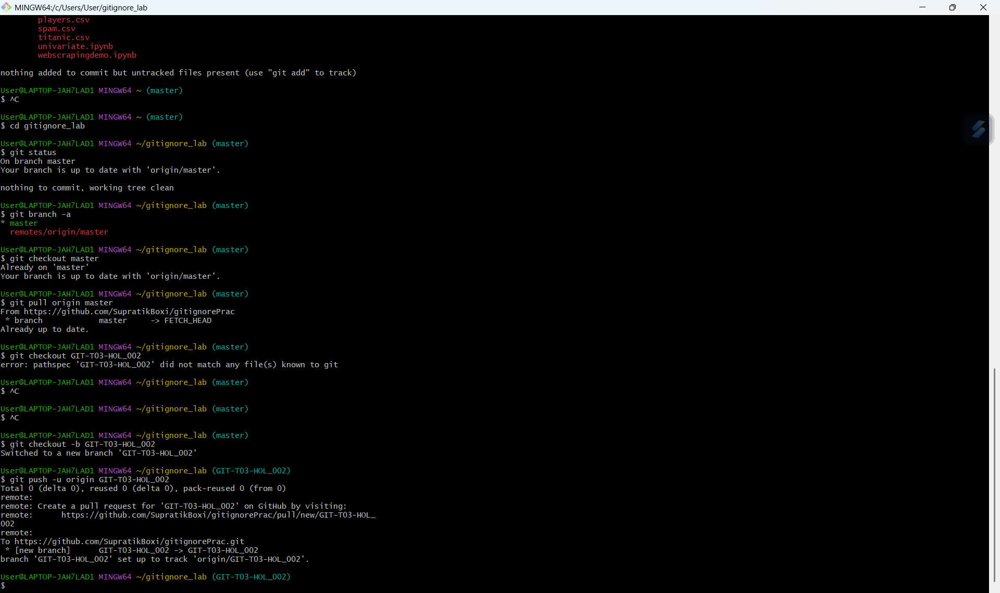 MINGW64:/c/Users/User/gitignore_lab
players.csv
spam.csv
titanic.csv
univariate.ipynb
webscrapingdemo.ipynb
nothing added to commit but untracked files present (use "git add" to track)
User@LAPTOP-JAH7LAD1 MINGW64 ~ (master)
$ ^C
User@LAPTOP-JAH7LAD1 MINGW64 ~ (master)
$ cd gitignore_lab
User@LAPTOP-JAH7LAD1 MINGW64 ~/gitignore_lab (master)
$ git status
On branch master
Your branch is up to date with 'origin/master'.
nothing to commit, working tree clean
User@LAPTOP-JAH7LAD1 MINGW64 ~/gitignore_lab (master)
$ git branch -a
* master
remotes/origin/master
User@LAPTOP-JAH7LAD1 MINGW64 ~/gitignore_lab (master)
$ git checkout master
Already on 'master'
Your branch is up to date with 'origin/master'.
User@LAPTOP-JAH7LAD1 MINGW64 ~/gitignore_lab (master)
$ git pull origin master
From https://github.com/SupratikBoxi/gitignorePrac
* branch            master     -> FETCH_HEAD
Already up to date.
User@LAPTOP-JAH7LAD1 MINGW64 ~/gitignore_lab (master)
$ git checkout GIT-T03-HOL_002
error: pathspec 'GIT-T03-HOL_002' did not match any file(s) known to git
User@LAPTOP-JAH7LAD1 MINGW64 ~/gitignore_lab (master)
$ ^C
User@LAPTOP-JAH7LAD1 MINGW64 ~/gitignore_lab (master)
$ ^C
User@LAPTOP-JAH7LAD1 MINGW64 ~/gitignore_lab (master)
$ git checkout -b GIT-T03-HOL_002
Switched to a new branch 'GIT-T03-HOL_002'
User@LAPTOP-JAH7LAD1 MINGW64 ~/gitignore_lab (GIT-T03-HOL_002)
$ git push -u origin GIT-T03-HOL_002
Total 0 (delta 0), reused 0 (delta 0), pack-reused 0 (from 0)
remote:
remote: Create a pull request for 'GIT-T03-HOL_002' on GitHub by visiting:
remote:      https://github.com/SupratikBoxi/gitignorePrac/pull/new/GIT-T03-HOL_
002
remote:
To https://github.com/SupratikBoxi/gitignorePrac.git
* [new branch]      GIT-T03-HOL_002 -> GIT-T03-HOL_002
branch 'GIT-T03-HOL_002' set up to track 'origin/GIT-T03-HOL_002'.
User@LAPTOP-JAH7LAD1 MINGW64 ~/gitignore_lab (GIT-T03-HOL_002)
$